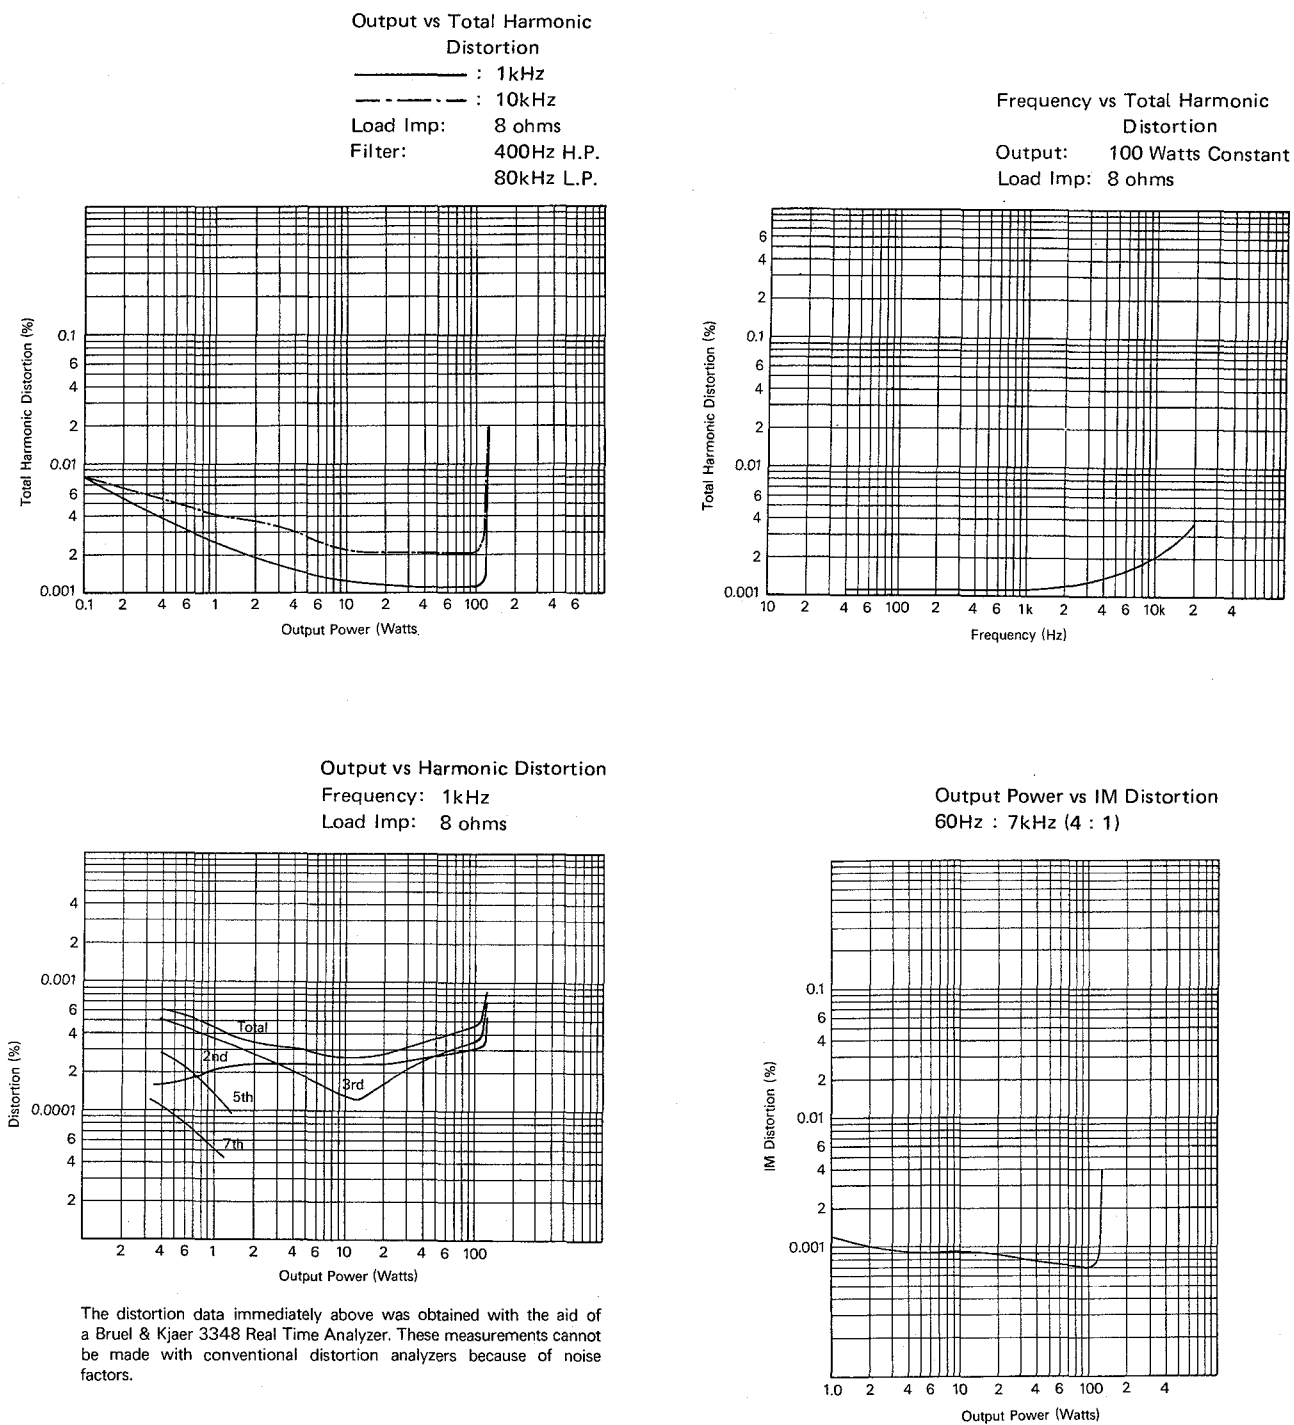 Output vs Total Harmonic
Distortion
: 1kHz
: 10kHz
Load Imp: 8 ohms
Filter: 400Hz H.P.
80kHz L.P.
Total Harmonic Distortion (%)
0.1
6
4
2
0.01
6
4
2
0.001
0.1 2 4 6 1 2 4 6 10 2 4 6 100 2 4 6
Output Power (Watts
Frequency vs Total Harmonic
Distortion
Output: 100 Watts Constant
Load Imp: 8 ohms
Total Harmonic Distortion (%)
6
4
2
0.1
6
4
2
0.01
6
4
2
0.001
10 2 4 6 100 2 4 6 1k 2 4 6 10k 2 4
Frequency (Hz)
Output vs Harmonic Distortion
Frequency: 1kHz
Load Imp: 8 ohms
Distortion (%)
4
2
0.001
6
4
2
0.0001
6
4
2
Total
2nd
3rd
5th
7th
2 4 6 1 2 4 6 10 2 4 6 100
Output Power (Watts)
The distortion data immediately above was obtained with the aid of
a Bruel & Kjaer 3348 Real Time Analyzer. These measurements cannot
be made with conventional distortion analyzers because of noise
factors.
Output Power vs IM Distortion
60Hz : 7kHz (4 : 1)
IM Distortion (%)
0.1
6
4
2
0.01
6
4
2
0.001
1.0 2 4 6 10 2 4 6 100 2 4
Output Power (Watts)